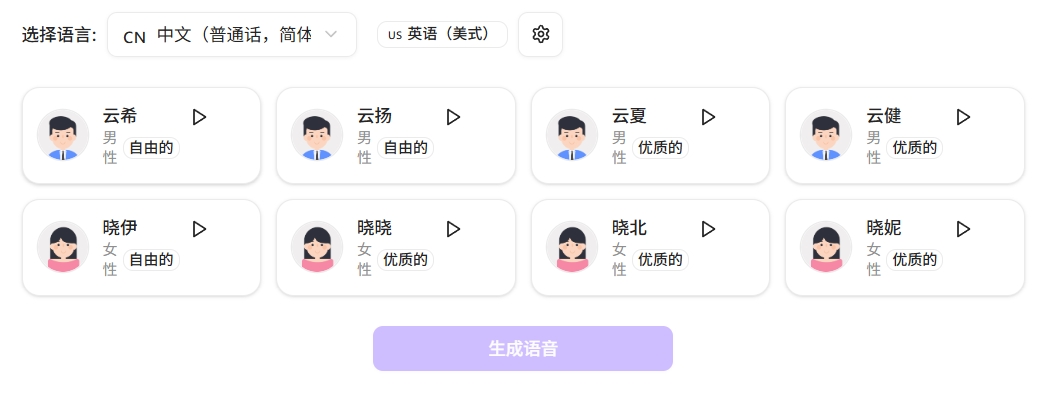 选择语言: CN 中文（普通话，简体 US 英语（美式）
云希
男
性 自由的
云扬
男
性 自由的
云夏
男
性 优质的
云健
男
性 优质的
晓伊
女
性 自由的
晓晓
女
性 优质的
晓北
女
性 优质的
晓妮
女
性 优质的
生成语音